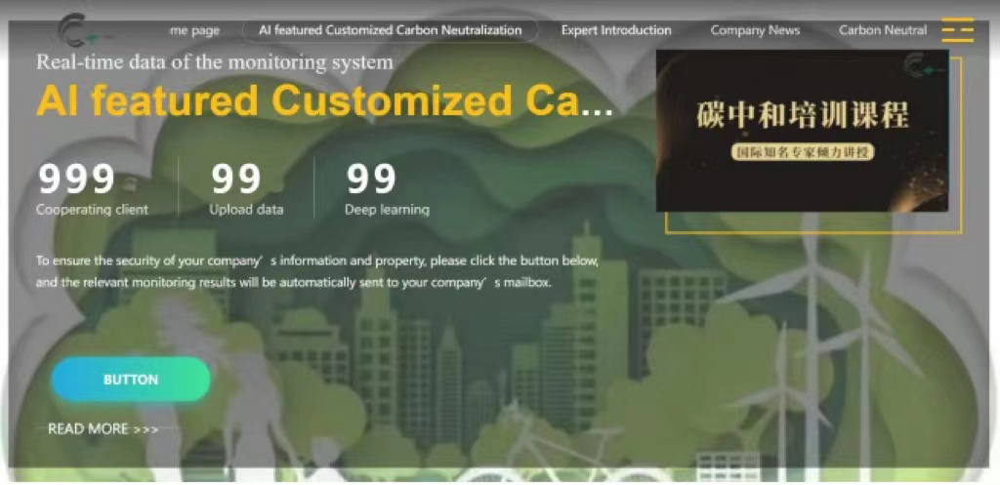 me page
AI featured Customized Carbon Neutralization
Expert Introduction
Company News
Carbon Neutral
Real-time data of the monitoring system
AI featured Customized Ca...
碳中和培训课程
国际知名专家倾力讲授
999
Cooperating client
99
Upload data
99
Deep learning
To ensure the security of your company's information and property, please click the button below,
and the relevant monitoring results will be automatically sent to your company's mailbox.
BUTTON
READ MORE >>>